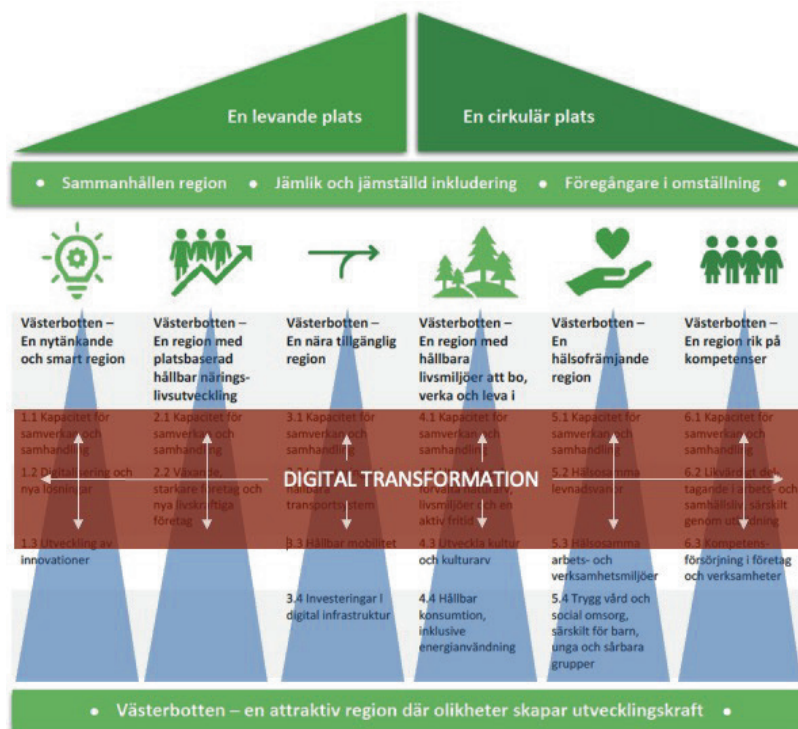 En levande plats
En cirkulär plats
• Sammanhållen region • Jämlik och jämställd inkludering • Föregångare i omställning •
Västerbotten –
En nytänkande
och smart region
Västerbotten –
En region med
platsbaserad
hållbar närings-
livsutveckling
Västerbotten –
En nära tillgänglig
region
Västerbotten –
En region med
hållbara
livsmiljöer att bo,
verka och leva i
Västerbotten –
En
hälsofrämjande
region
Västerbotten –
En region rik på
kompetenser
1.1 Kapacitet för
samverkan och
samhandling
1.2 Digitalisering och
nya lösningar
1.3 Utveckling av
innovationer
2.1 Kapacitet för
samverkan och
samhandling
2.2 Växande,
starkare företag och
nya livskraftiga
företag
3.1 Kapacitet för
samverkan och
samhandling
hållbara
transportsystem
3.3 Hållbar mobilitet
3.4 Investeringar I
digital infrastruktur
4.1 Kapacitet för
samverkan och
samhandling
förvalta naturarv,
livsmiljöer och en
aktiv fritid
4.3 Utveckla kultur
och kulturarv
4.4 Hållbar
konsumtion,
inklusive
energianvändning
5.1 Kapacitet för
samverkan och
samhandling
5.2 Hälsosamma
levnadsvanor
5.3 Hälsosamma
arbets- och
verksamhetsmiljöer
5.4 Trygg vård och
social omsorg,
särskilt för barn,
unga och sårbara
grupper
6.1 Kapacitet för
samverkan och
samhandling
6.2 Likvärdigt del-
tagande i arbets- och
samhällsliv, särskilt
genom utbildning
6.3 Kompetens-
försörjning i företag
och verksamheter
DIGITAL TRANSFORMATION
• Västerbotten – en attraktiv region där olikheter skapar utvecklingskraft •